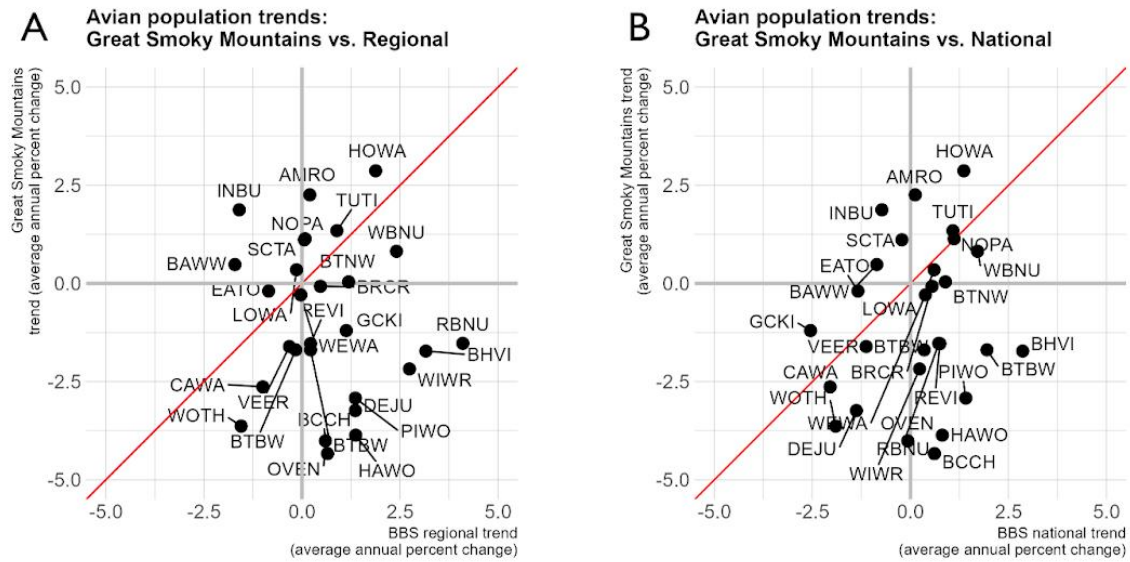 A
Avian population trends:
Great Smoky Mountains vs. Regional
Great Smoky Mountains
trend (average annual percent change)
5.0
2.5
0.0
-2.5
-5.0
HOWA
AMRO
INBU
TUTI
NOPA
WBNU
SCTA
BAWW
BTNW
EATO
BRCR
LOWA
REVI
GCKI
RBNU
WEWA
BHVI
WIWR
CAWA
VEER
DEJU
WOTH
BCCH
PIWO
BTBW
BTBW
OVEN
HAWO
-5.0 -2.5 0.0 2.5 5.0
BBS regional trend
(average annual percent change)
B
Avian population trends:
Great Smoky Mountains vs. National
Great Smoky Mountains trend
(average annual percent change)
5.0
2.5
0.0
-2.5
-5.0
HOWA
AMRO
INBU
TUTI
SCTA
NOPA
WBNU
EATO
BAWW
BTNW
LOWA
GCKI
VEER
BTBW
BHVI
CAWA
BRCR
PIWO
BTBW
WOTH
REVI
WEWA
OVEN
DEJU
RBNU
HAWO
WIWR
BCCH
-5.0 -2.5 0.0 2.5 5.0
BBS national trend
(average annual percent change)